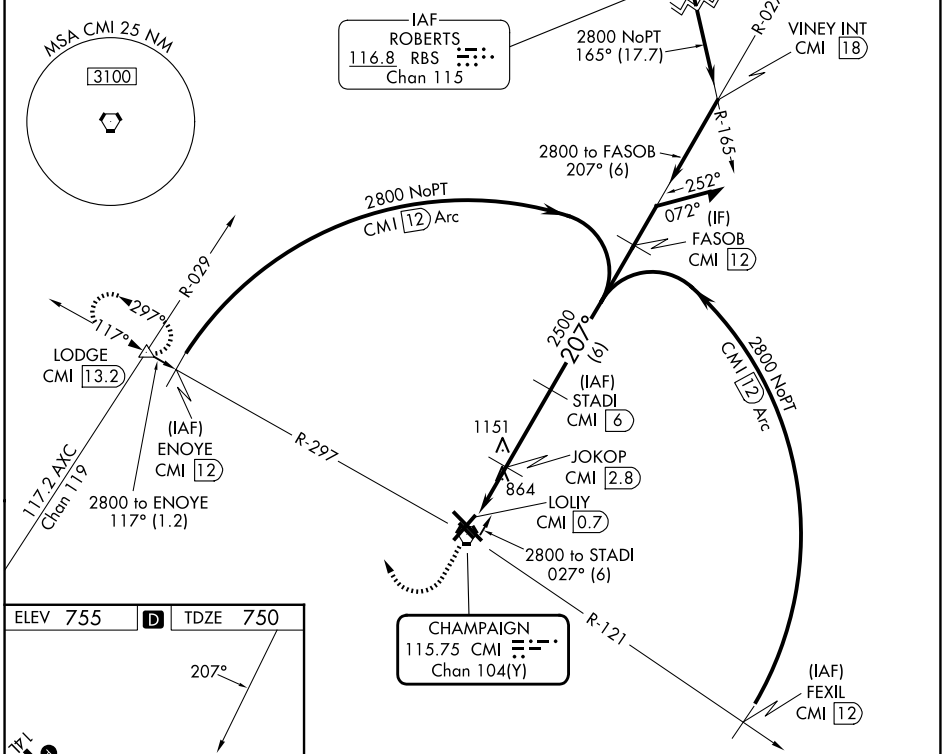 MSA CMI 25 NM
3100
IAF
ROBERTS
116.8 RBS
Chan 115
2800 NoPT
165° (17.7)
VINEY INT
CMI 18
R-165
2800 to FASOB
207° (6)
252°
072°
(IF)
FASOB
CMI 12
2800 NoPT
CMI 12 Arc
R-029
297°
117°
LODGE
CMI 13.2
(IAF)
ENOYE
CMI 12
2800 to ENOYE
117° (1.2)
117.2 AXC
Chan 119
R-297
2500
207°
(6)
(IAF)
STADI
CMI 6
1151
JOKOP
CMI 2.8
864
LOLIY
CMI 0.7
2800 to STADI
027° (6)
2800 NoPT
CMI 12 Arc
CHAMPAIGN
115.75 CMI
Chan 104(Y)
R-121
(IAF)
FEXIL
CMI 12
ELEV 755 D TDZE 750
207°
14L